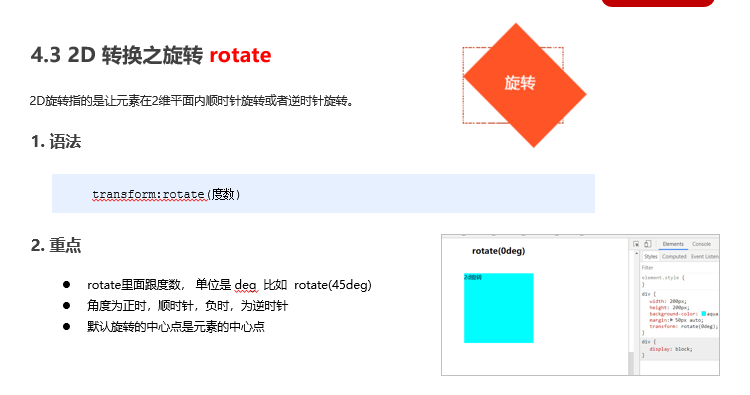 4.3 2D 转换之旋转 rotate
旋转
2D旋转指的是让元素在2维平面内顺时针旋转或者逆时针旋转。
1. 语法
transform:rotate(度数)
2. 重点
rotate里面跟度数， 单位是 deg 比如 rotate(45deg)
角度为正时，顺时针，负时，为逆时针
默认旋转的中心点是元素的中心点
rotate(0deg)
2d旋转
Elements Console
Styles Computed Event Listen
Filter
element.style {
}
div {
width: 200px;
height: 200px;
background-color: aqua
margin: 50px auto;
transform: rotate(0deg);
}
div {
display: block;
}